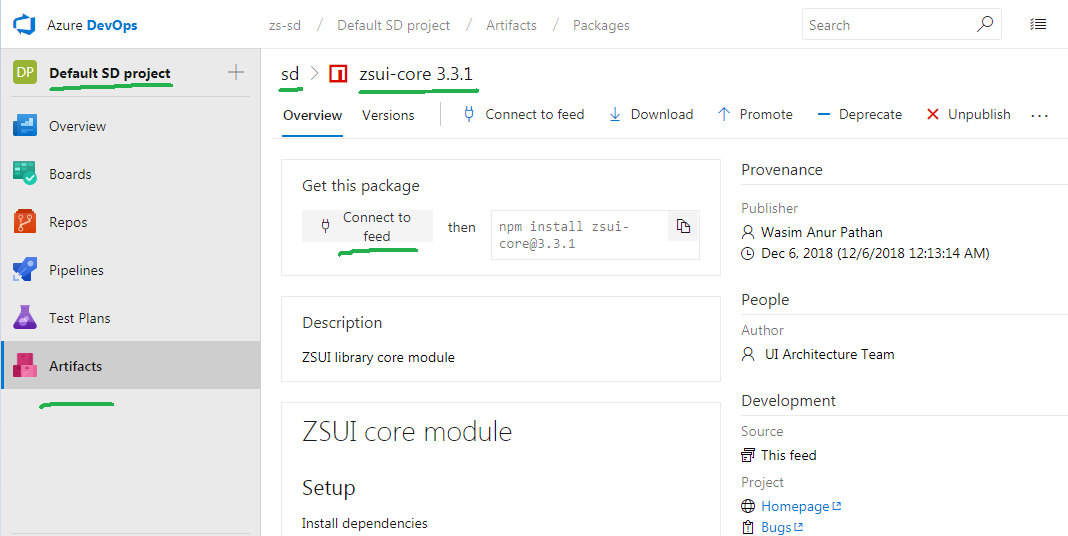 Azure DevOps
zs-sd / Default SD project / Artifacts / Packages
Search
DP Default SD project
Overview
Boards
Repos
Pipelines
Test Plans
Artifacts
sd > zsui-core 3.3.1
Overview Versions Connect to feed Download Promote Deprecate Unpublish ...
Get this package
Connect to
feed
then
npm install zsui-
core@3.3.1
Description
ZSUI library core module
ZSUI core module
Setup
Install dependencies
Provenance
Publisher
Wasim Anur Pathan
Dec 6, 2018 (12/6/2018 12:13:14 AM)
People
Author
UI Architecture Team
Development
Source
This feed
Project
Homepage
Bugs